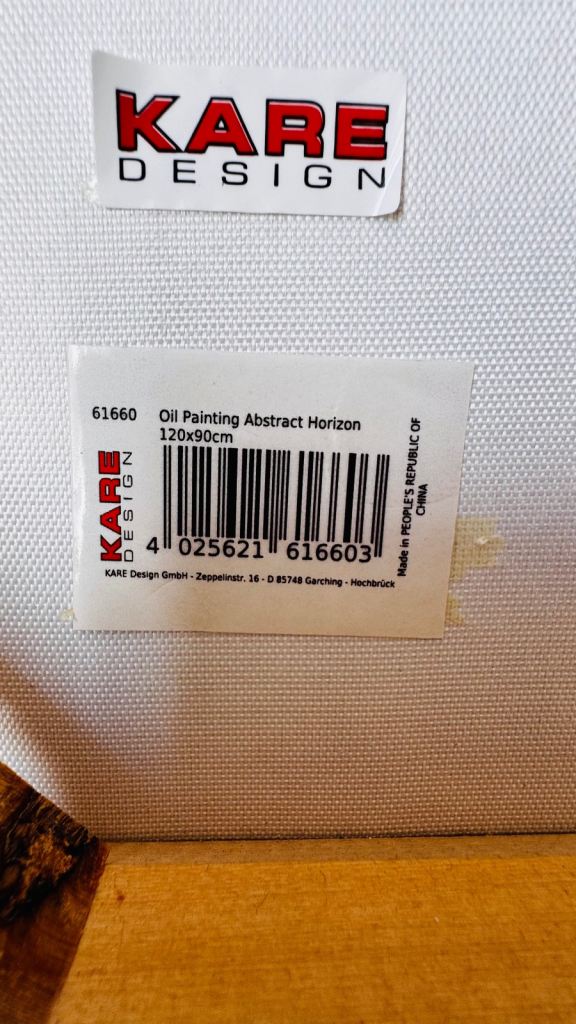 KARE
DESIGN
61660 Oil Painting Abstract Horizon
120x90cm
KARE
DESIGN
4 025621 616603
Made in PEOPLE'S REPUBLIC OF
CHINA
KARE Design GmbH - Zeppelinstr. 16 - D 85748 Garching - Hochbrück